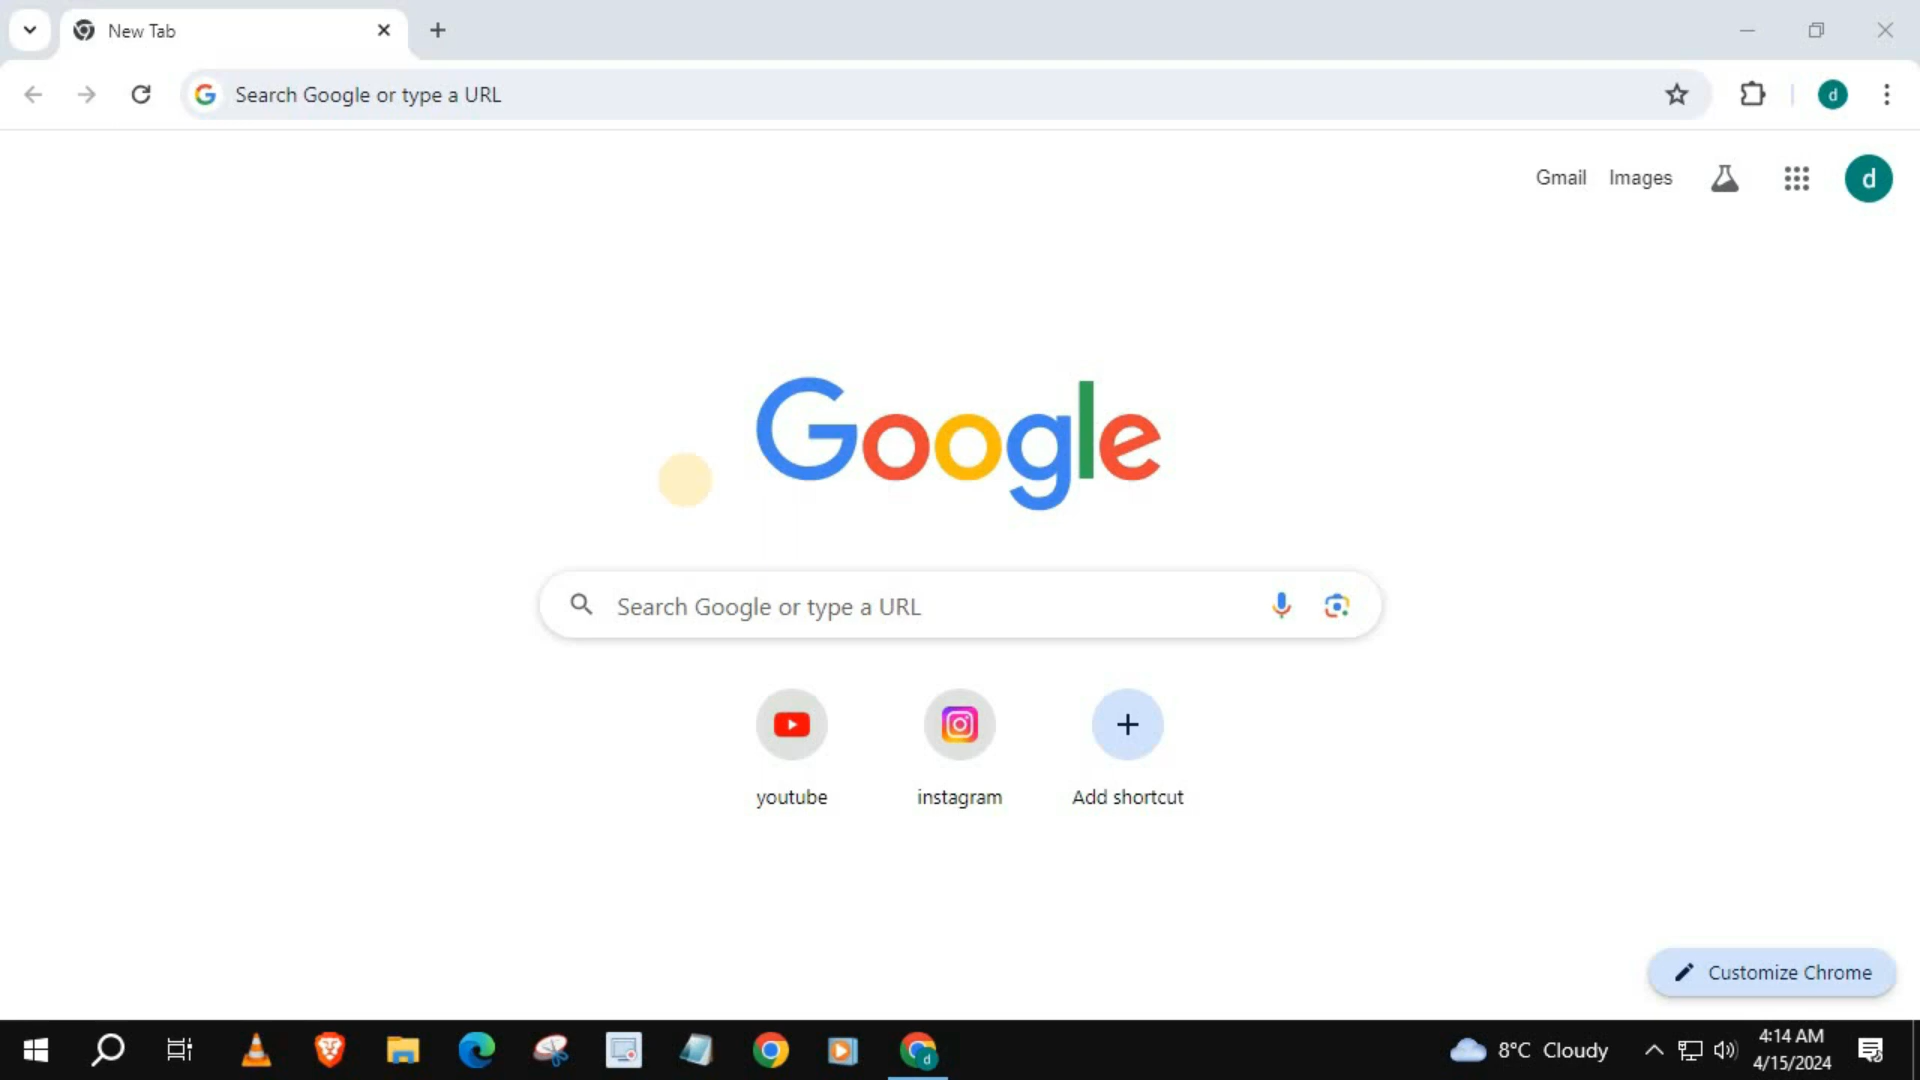 New Tab
Search Google or type a URL
d
Gmail Images
d
Google
Search Google or type a URL
youtube instagram Add shortcut
Customize Chrome
d
8°C Cloudy
4:14 AM
4/15/2024